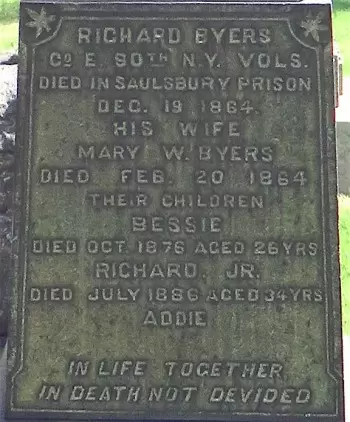 RICHARD BYERS
Co E. 90TH N.Y. VOLS.
DIED IN SAULSBURY PRISON
DEC. 19 1864.
HIS WIFE
MARY W. BYERS
DIED FEB. 20 1864
THEIR CHILDREN
BESSIE
DIED OCT. 1876 AGED 26 YRS
RICHARD, JR.
DIED JULY 1886 AGED 34 YRS
ADDIE
IN LIFE TOGETHER
IN DEATH NOT DEVIDED